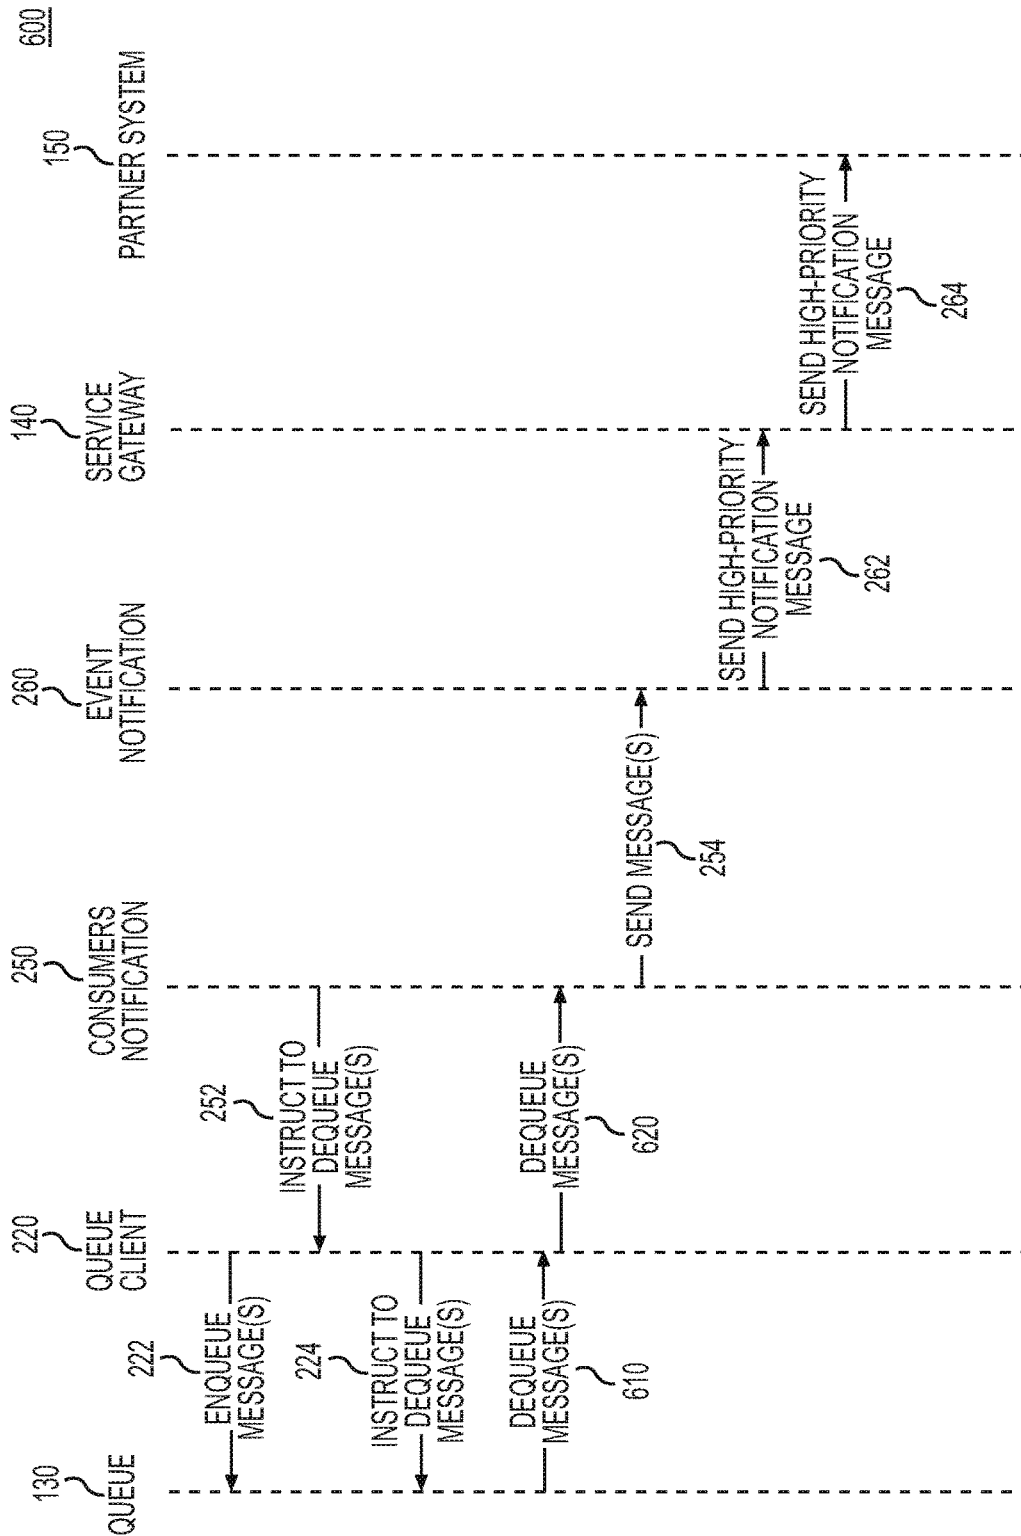 600
130
QUEUE
220
QUEUE
CLIENT
250
CONSUMERS
NOTIFICATION
260
EVENT
NOTIFICATION
140
SERVICE
GATEWAY
150
PARTNER SYSTEM
222
ENQUEUE
MESSAGE(S)
252
INSTRUCT TO
DEQUEUE
MESSAGE(S)
224
INSTRUCT TO
DEQUEUE
MESSAGE(S)
DEQUEUE
MESSAGE(S)
610
DEQUEUE
MESSAGE(S)
620
SEND MESSAGE(S)
254
SEND HIGH-PRIORITY
NOTIFICATION
MESSAGE
262
SEND HIGH-PRIORITY
NOTIFICATION
MESSAGE
264